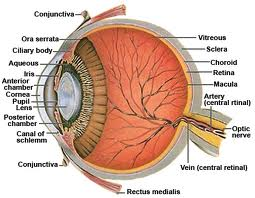 Conjunctiva
Ora serrata
Ciliary body
Aqueous
Iris
Anterior
chamber
Cornea
Pupil
Lens
Posterior
chamber
Canal of
schlemm
Conjunctiva
Vitreous
Sclera
Choroid
Retina
Macula
Artery
(central rtinal)
Optic
nerve
Vein (central retinal)
Rectus medialis